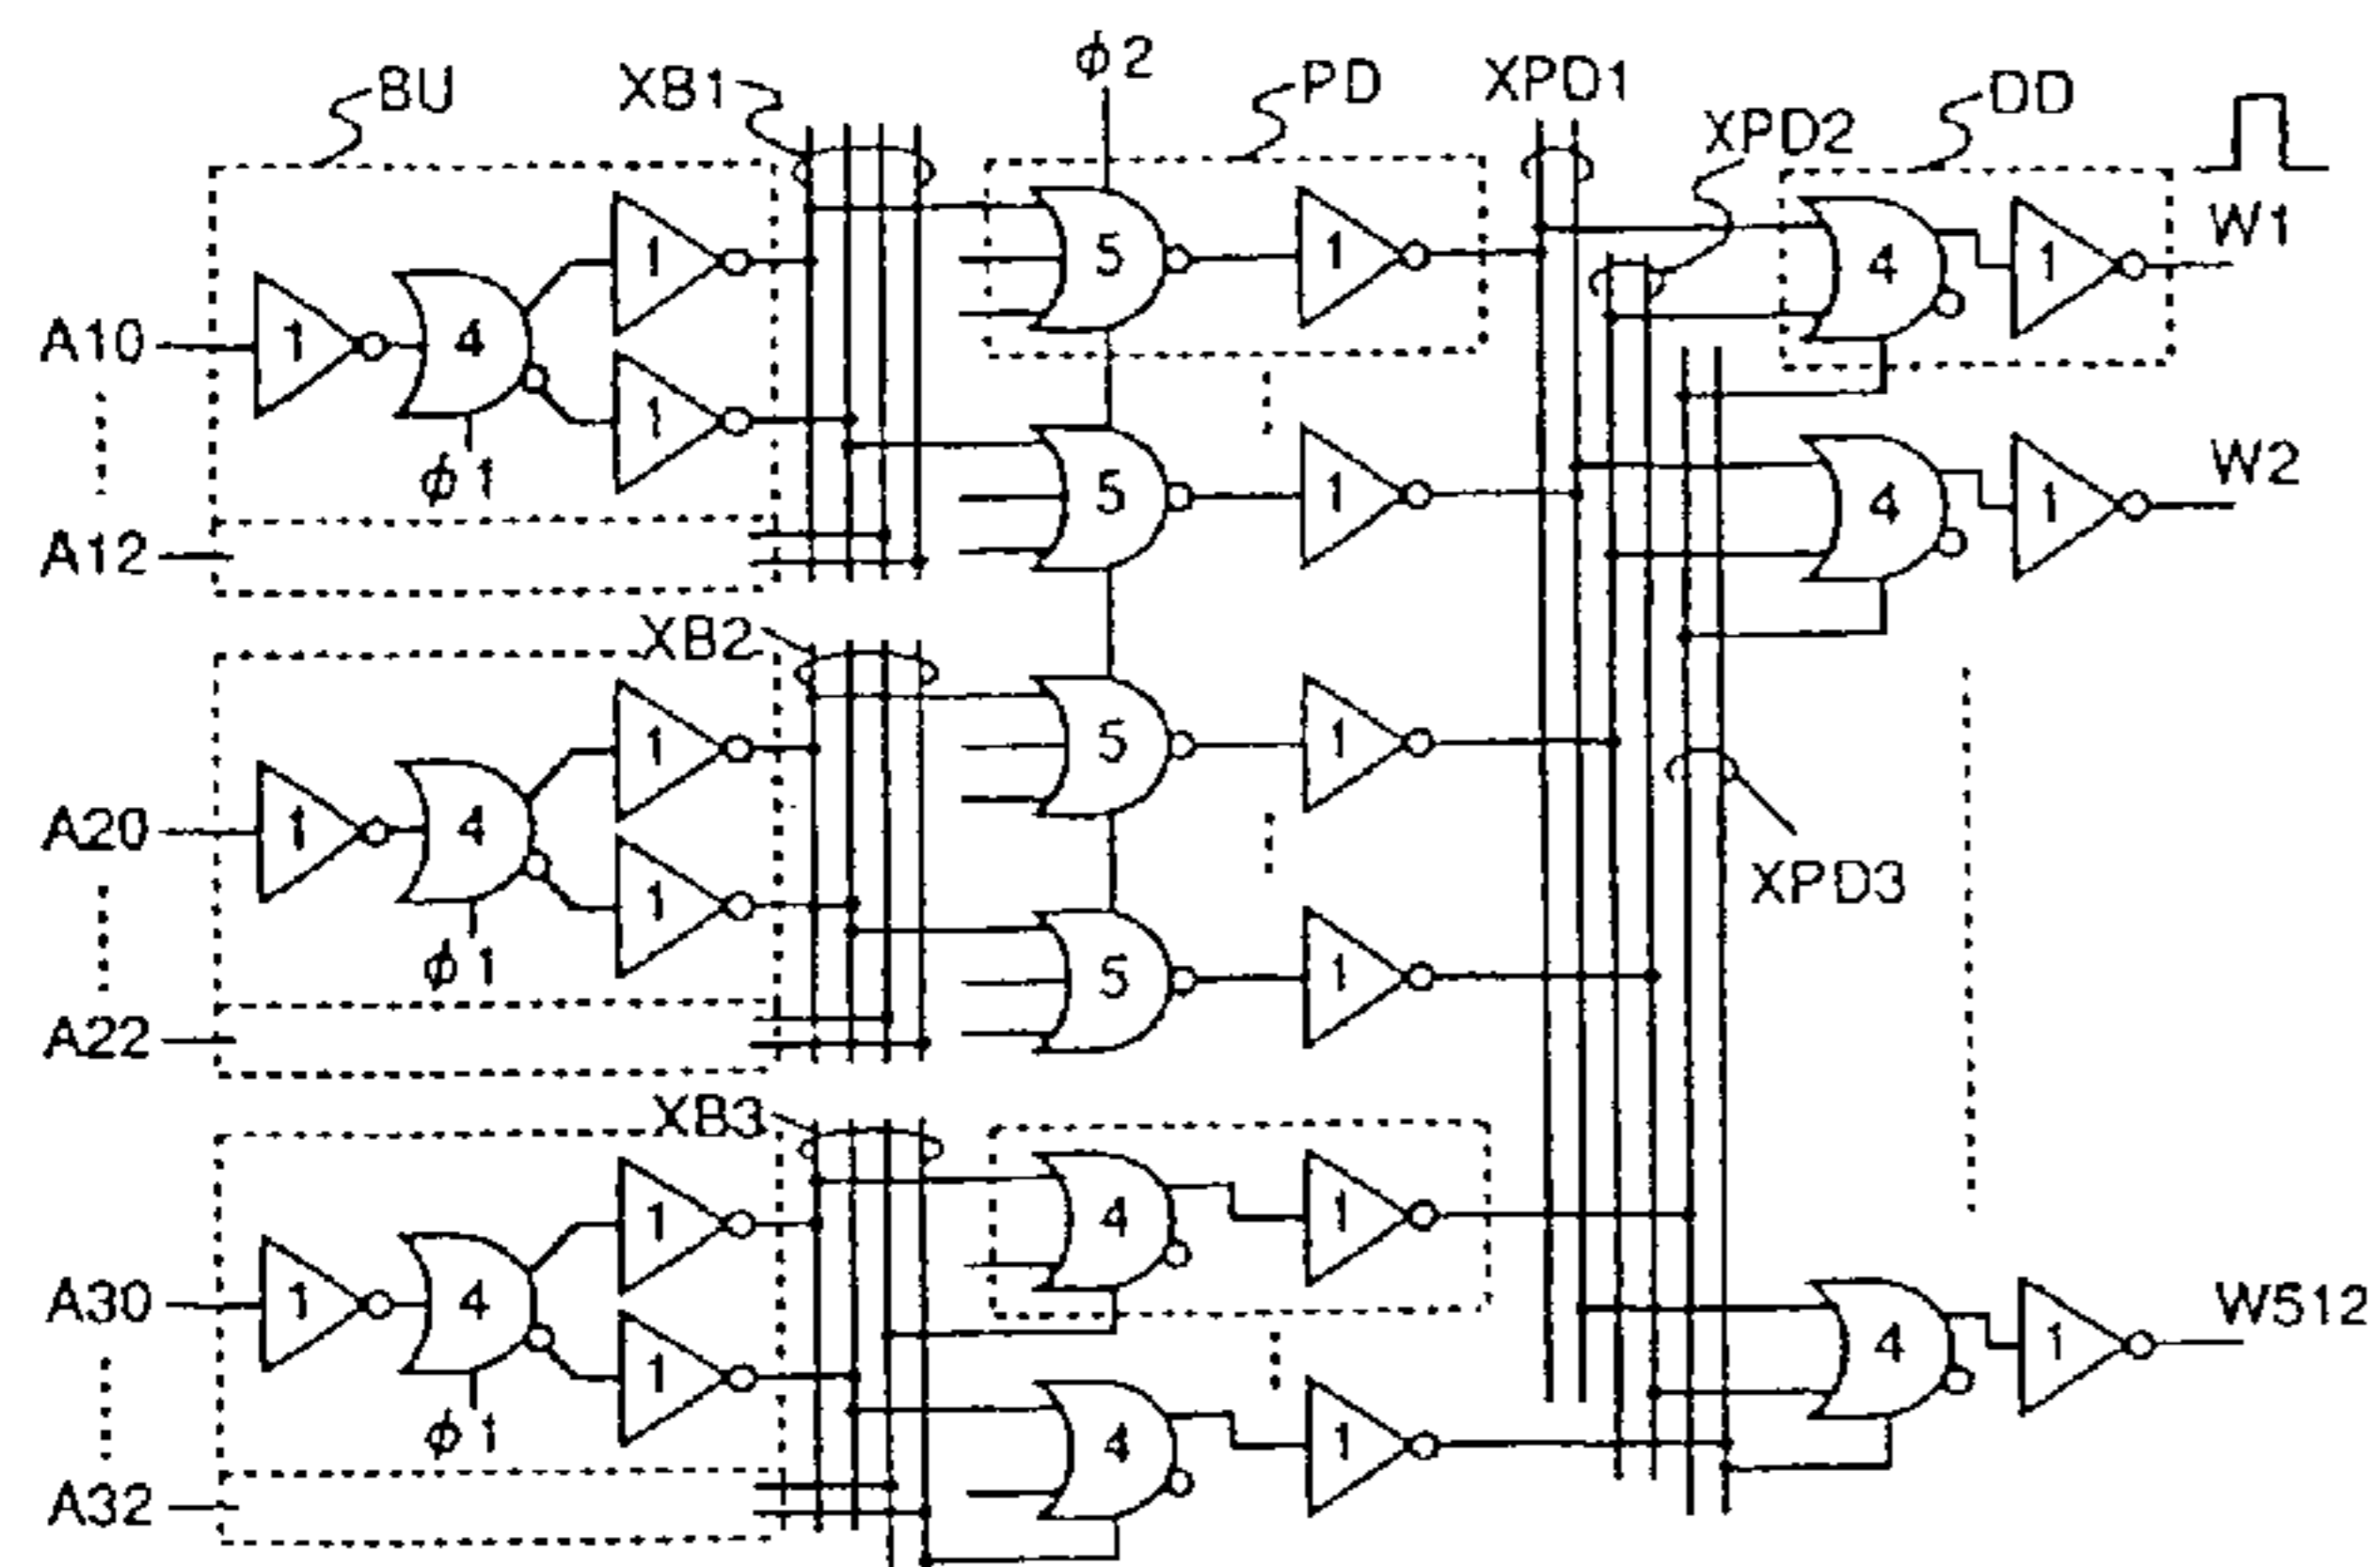 BU XB1 φ2 PD XPD1 XPD2 DD
W1
1 5 1 4 1
A10 1 4 1
φ1
A12
5 1 4 1 W2
XB2
1 5 1
A20 1 4 1
φ1
XPD3
A22
5 1
XB3
1 4 1
A30 1 4 1
φ1
4 1 W512
A32
4 1